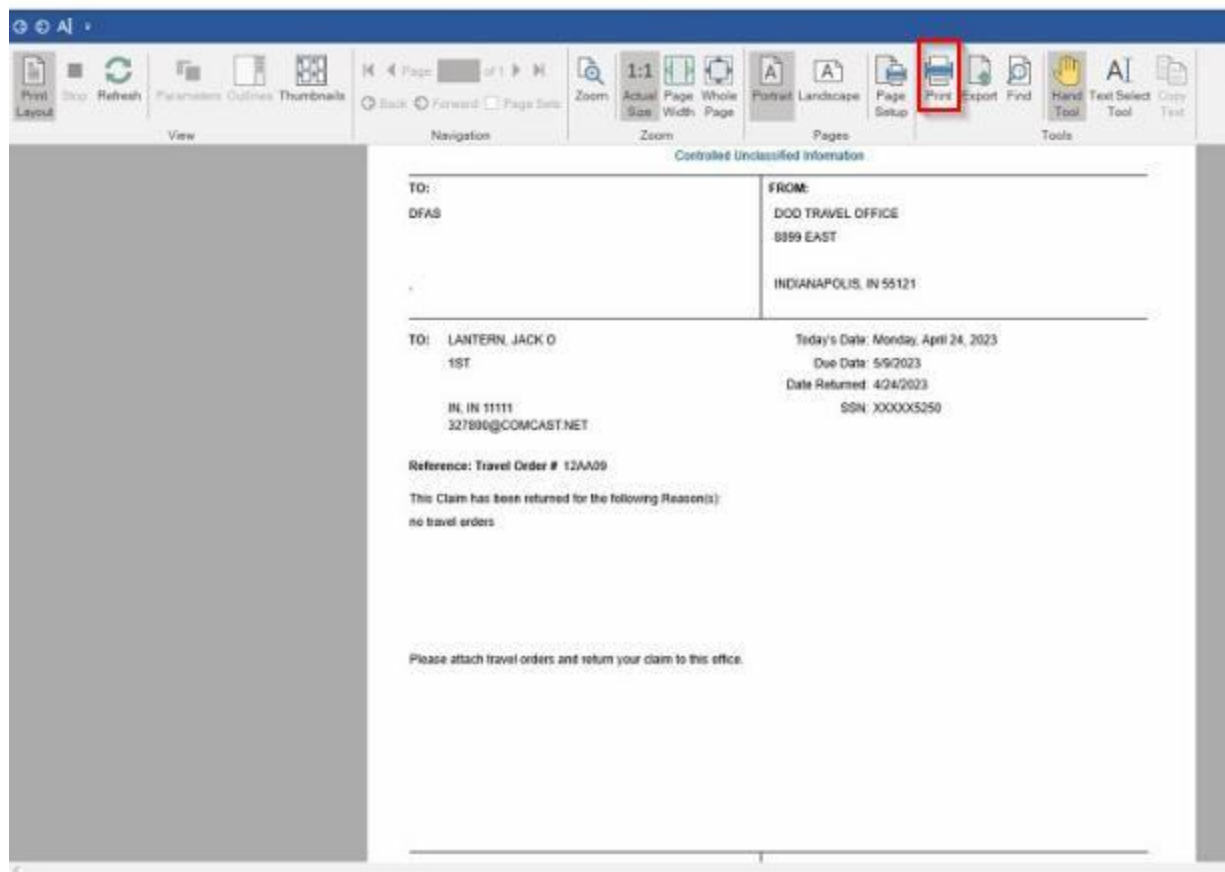 A|
Print Layout
Stop
Refresh
Parameters
Outlines
Thumbnails
View
Page of 1
Back
Forward
Page Sets
Navigation
Zoom
1:1
Actual Size
Page Width
Whole Page
Zoom
A
Portrait
A
Landscape
Page Setup
Pages
Print
Export
Find
Hand Tool
A|
Text Select Tool
Copy Text
Tools
Controlled Unclassified Information
TO: FROM:
DFAS DOD TRAVEL OFFICE
8899 EAST
INDIANAPOLIS, IN 55121
TO: LANTERN, JACK O Today's Date: Monday, April 24, 2023
1ST Due Date: 5/9/2023
Date Returned: 4/24/2023
IN, IN 11111 SSN: XXXXX5250
@COMCAST.NET
Reference: Travel Order # 12AA09
This Claim has been returned for the following Reason(s):
no travel orders
Please attach travel orders and return your claim to this office.